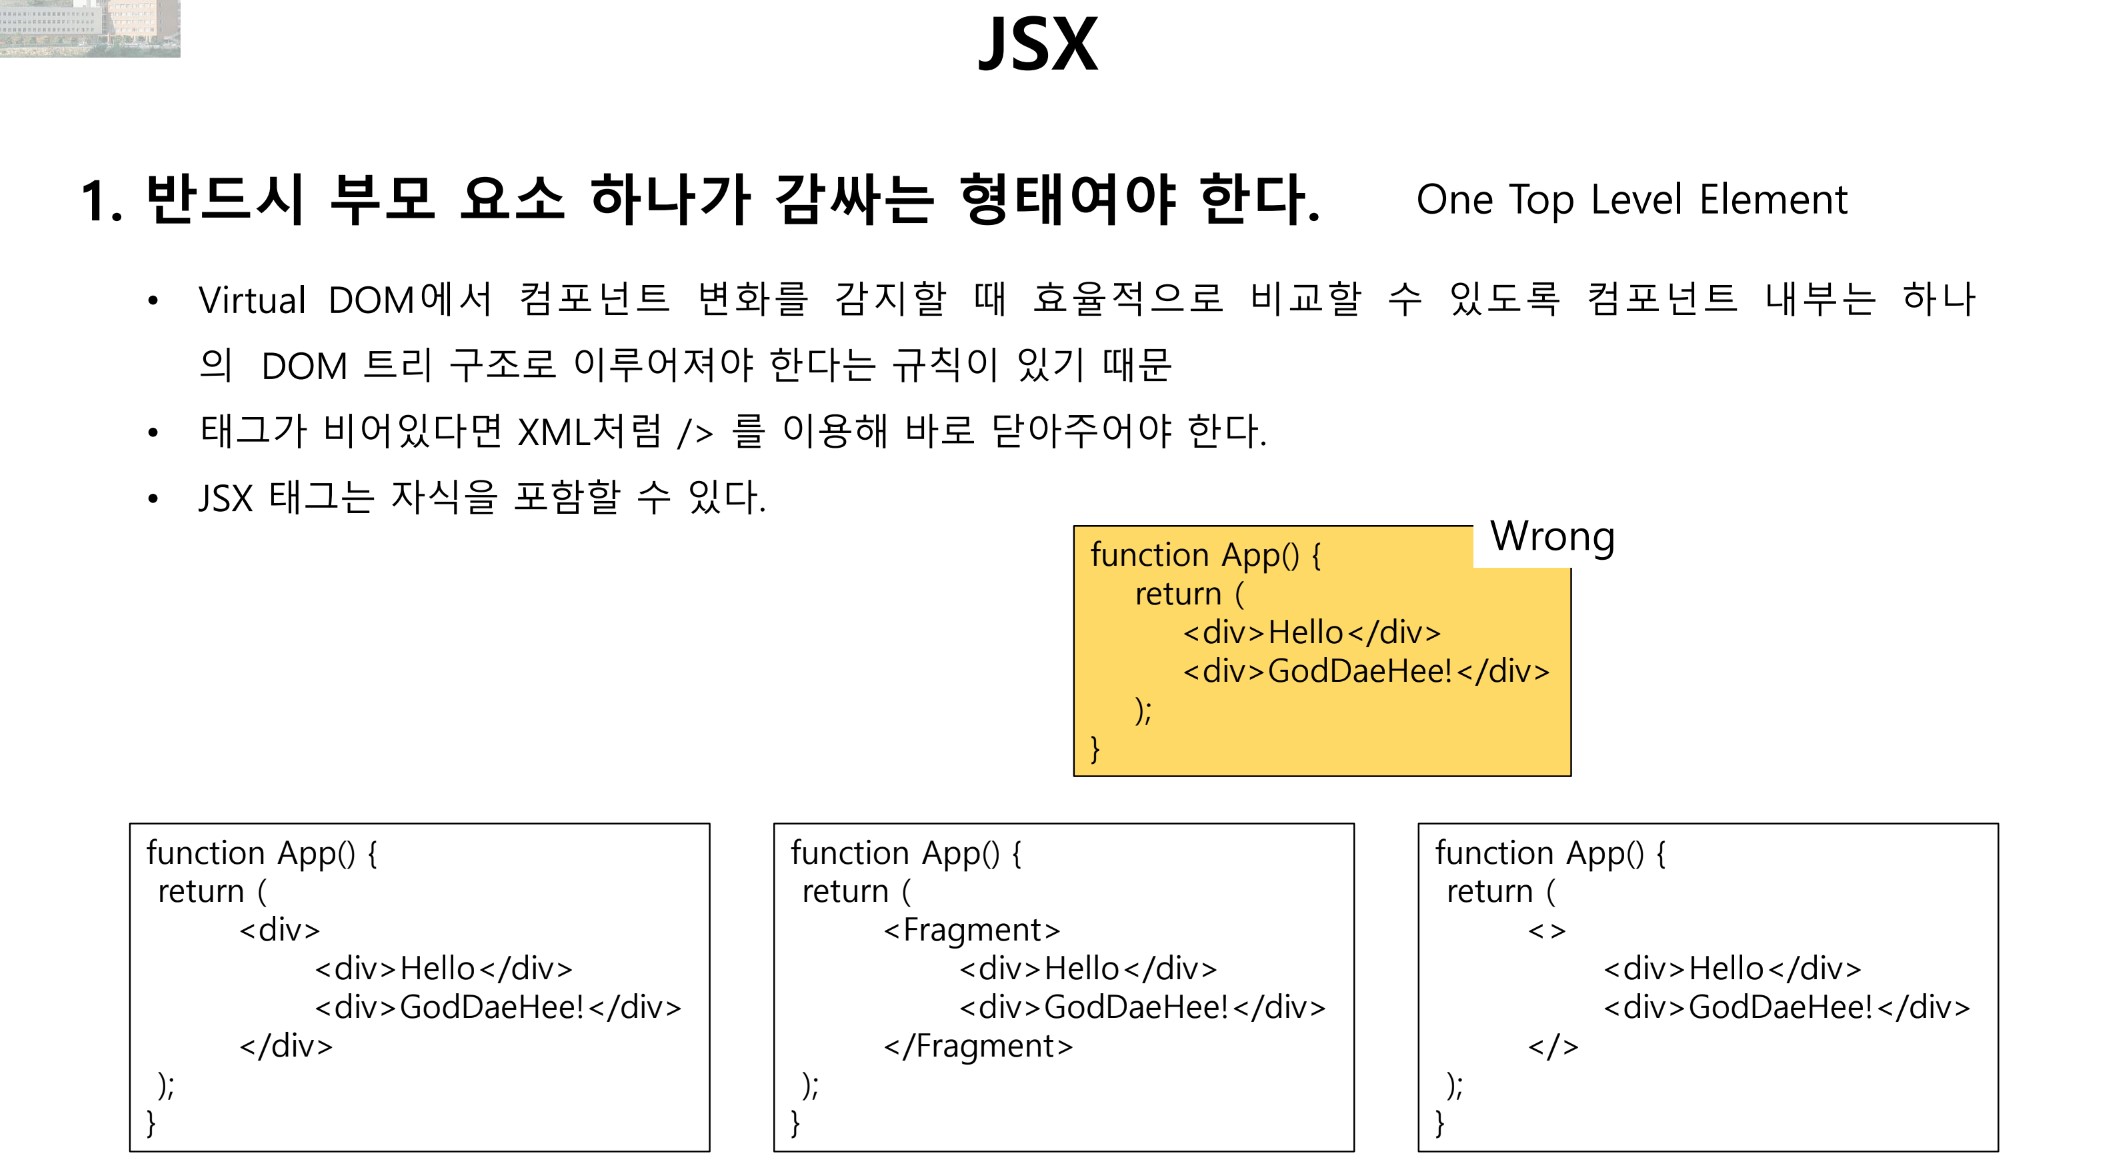 JSX
1. 반드시 부모 요소 하나가 감싸는 형태여야 한다.
One Top Level Element
• Virtual DOM에서 컴포넌트 변화를 감지할 때 효율적으로 비교할 수 있도록 컴포넌트 내부는 하나
의 DOM 트리 구조로 이루어져야 한다는 규칙이 있기 때문
• 태그가 비어있다면 XML처럼 /> 를 이용해 바로 닫아주어야 한다.
• JSX 태그는 자식을 포함할 수 있다.
Wrong
function App() {
return (
<div>Hello</div>
<div>GodDaeHee!</div>
);
}
function App() {
return (
<div>
<div>Hello</div>
<div>GodDaeHee!</div>
</div>
);
}
function App() {
return (
<Fragment>
<div>Hello</div>
<div>GodDaeHee!</div>
</Fragment>
);
}
function App() {
return (
<>
<div>Hello</div>
<div>GodDaeHee!</div>
</>
);
}